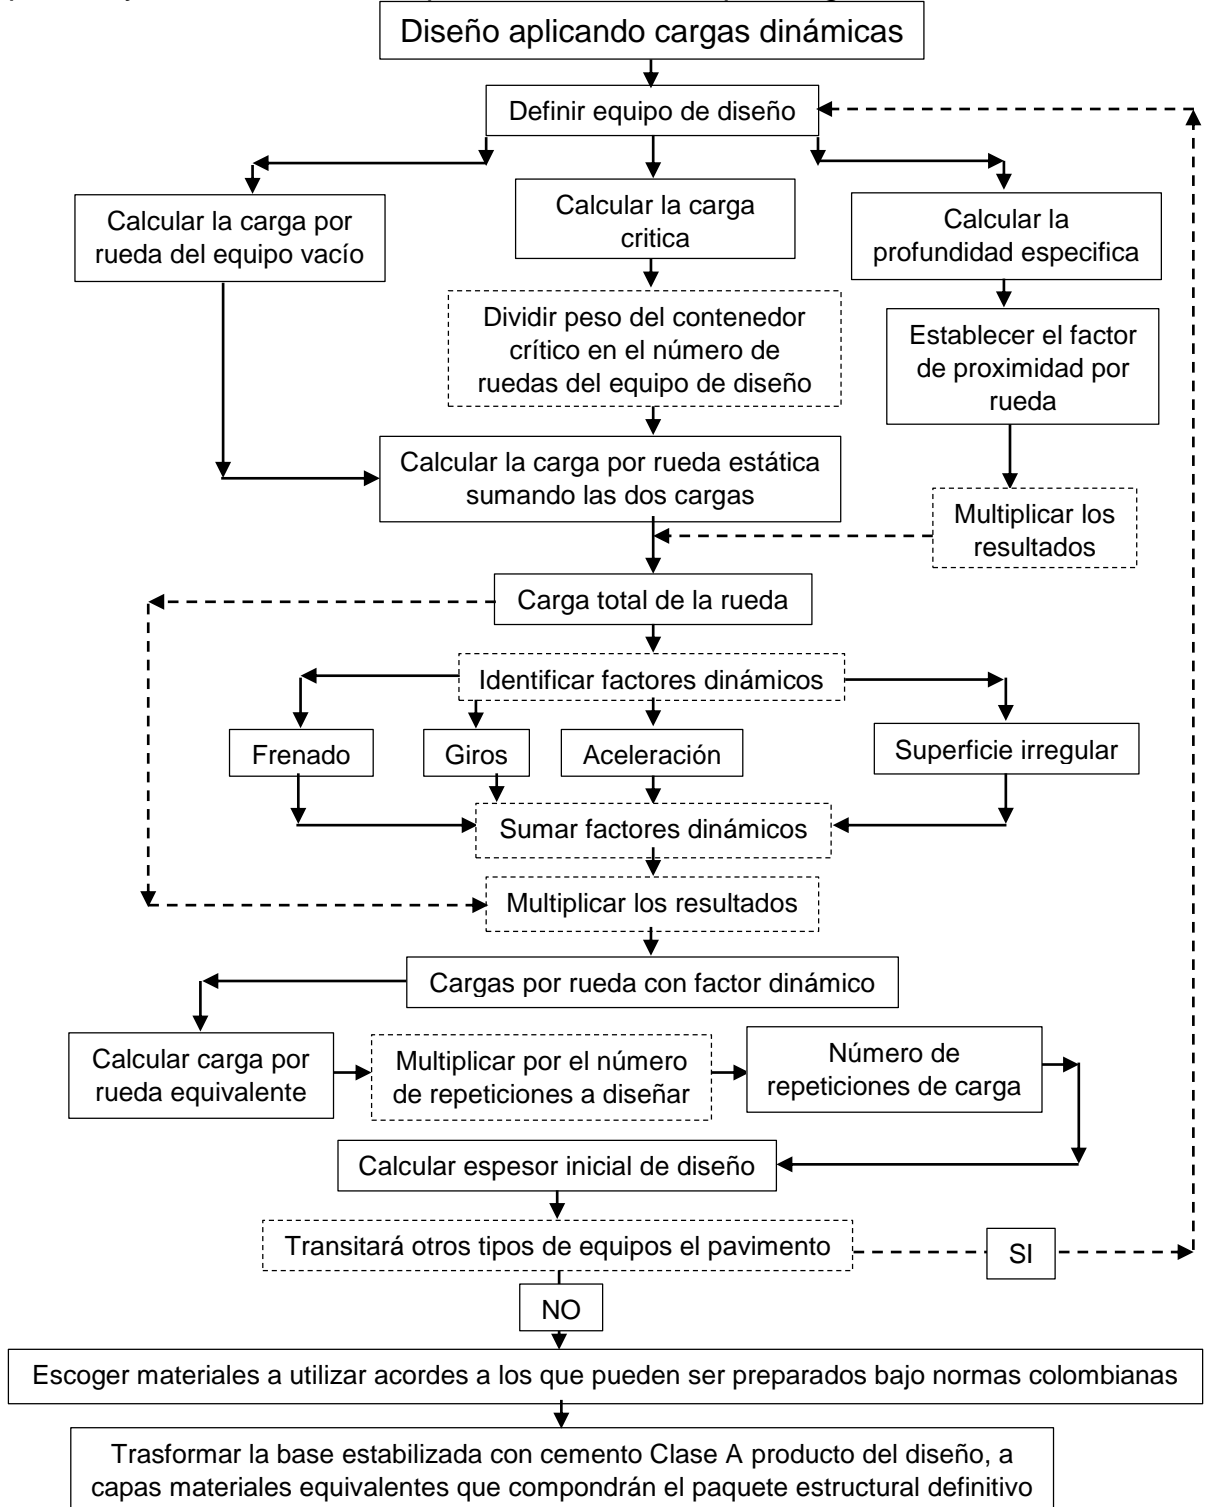 Diseño aplicando cargas dinámicas
Definir equipo de diseño
Calcular la carga por
rueda del equipo vacío
Calcular la carga
critica
Calcular la
profundidad especifica
Dividir peso del contenedor
crítico en el número de
ruedas del equipo de diseño
Establecer el factor
de proximidad por
rueda
Calcular la carga por rueda estática
sumando las dos cargas
Multiplicar los
resultados
Carga total de la rueda
Identificar factores dinámicos
Frenado
Giros
Aceleración
Superficie irregular
Sumar factores dinámicos
Multiplicar los resultados
Cargas por rueda con factor dinámico
Calcular carga por
rueda equivalente
Multiplicar por el número
de repeticiones a diseñar
Número de
repeticiones de carga
Calcular espesor inicial de diseño
Transitará otros tipos de equipos el pavimento
SI
NO
Escoger materiales a utilizar acordes a los que pueden ser preparados bajo normas colombianas
Trasformar la base estabilizada con cemento Clase A producto del diseño, a
capas materiales equivalentes que compondrán el paquete estructural definitivo